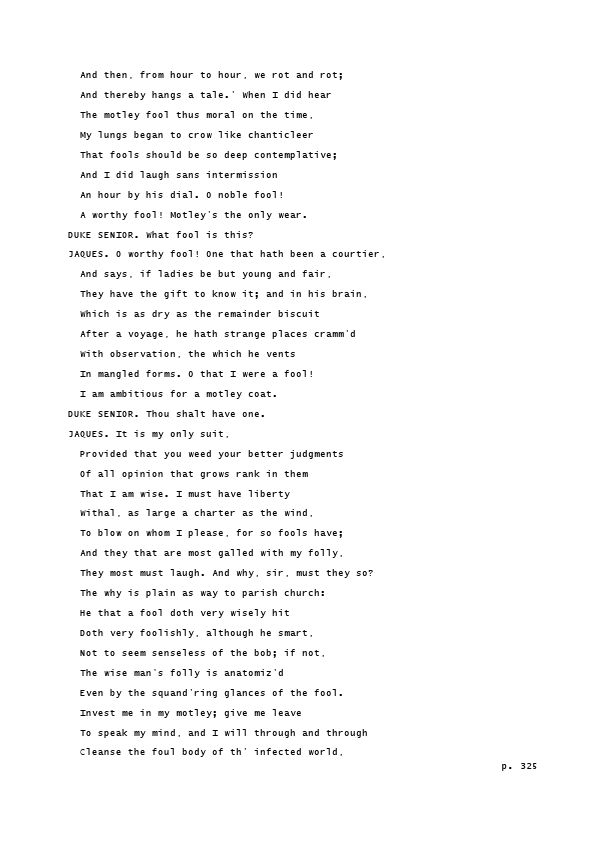 And then, from hour to hour, we rot and rot;
And thereby hangs a tale.' When I did hear
The motley fool thus moral on the time,
My lungs began to crow like chanticleer
That fools should be so deep contemplative;
And I did laugh sans intermission
An hour by his dial. O noble fool!
A worthy fool! Motley's the only wear.
DUKE SENIOR. What fool is this?
JAQUES. O worthy fool! One that hath been a courtier,
And says, if ladies be but young and fair,
They have the gift to know it; and in his brain,
Which is as dry as the remainder biscuit
After a voyage, he hath strange places cramm'd
With observation, the which he vents
In mangled forms. O that I were a fool!
I am ambitious for a motley coat.
DUKE SENIOR. Thou shalt have one.
JAQUES. It is my only suit,
Provided that you weed your better judgments
Of all opinion that grows rank in them
That I am wise. I must have liberty
Withal, as large a charter as the wind,
To blow on whom I please, for so fools have;
And they that are most galled with my folly,
They most must laugh. And why, sir, must they so?
The why is plain as way to parish church:
He that a fool doth very wisely hit
Doth very foolishly, although he smart,
Not to seem senseless of the bob; if not,
The wise man's folly is anatomiz'd
Even by the squand'ring glances of the fool.
Invest me in my motley; give me leave
To speak my mind, and I will through and through
Cleanse the foul body of th' infected world,
p. 325